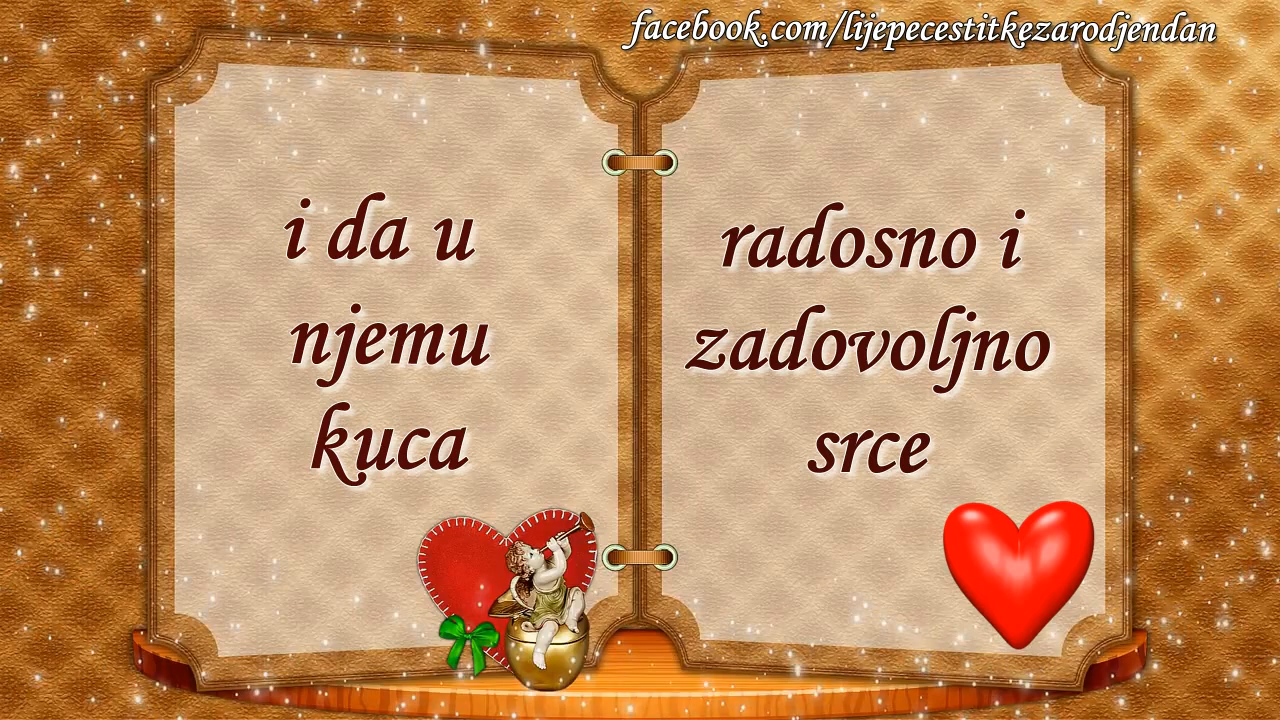 facebook.com/lijepecestitkezarodjendan
i da u
njemu
kuca
radosno i
zadovoljno
srce